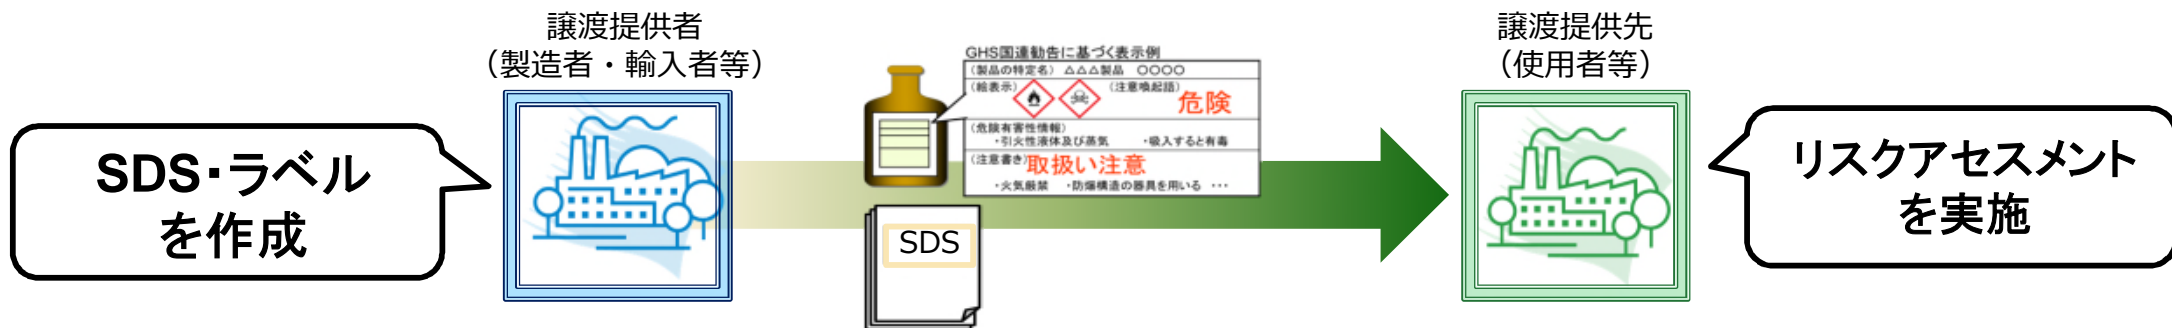 譲渡提供者
（製造者・輸入者等）
SDS・ラベル
を作成
GHS国連勧告に基づく表示例
（製品の特定名） △△△製品 ○○○○
（絵表示）
（注意喚起語）
危険
（危険有害性情報）
・引火性液体及び蒸気 ・吸入すると有毒
（注意書き）取扱い注意
・火気厳禁 ・防爆構造の器具を用いる …
SDS
譲渡提供先
（使用者等）
リスクアセスメント
を実施